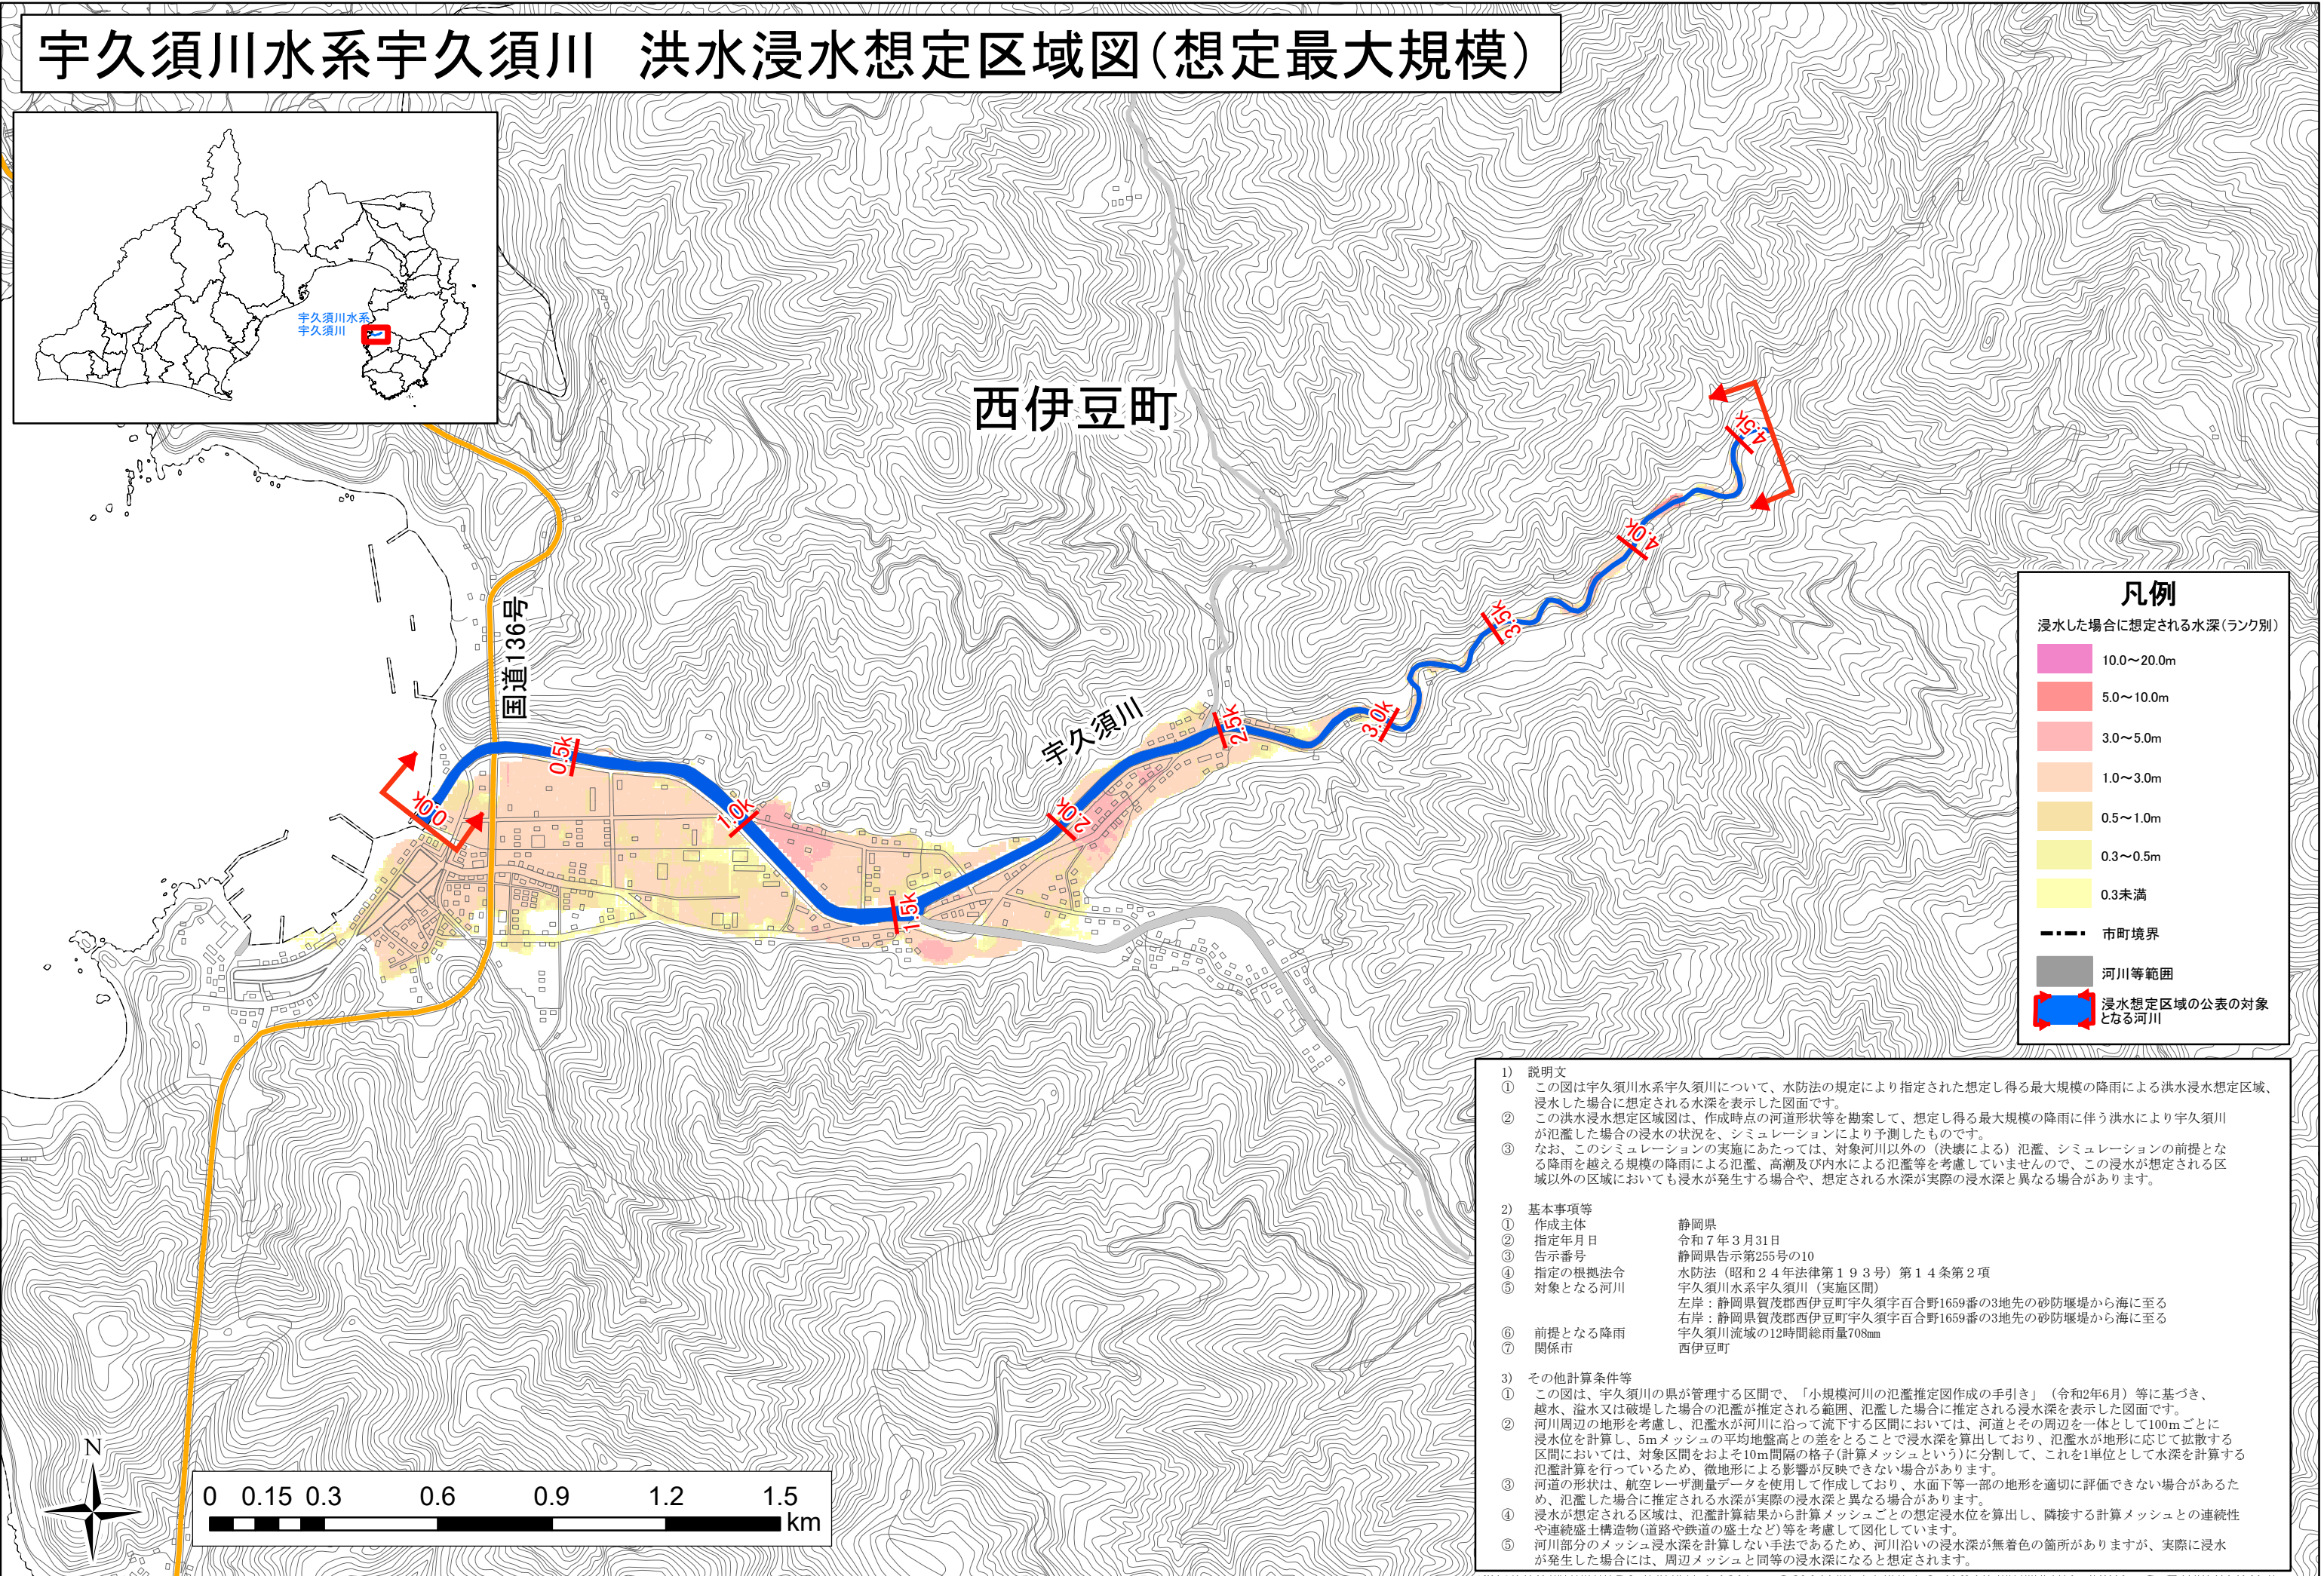 宇久須川水系宇久須川　洪水浸水想定区域図(想定最大規模)
宇久須川水系
宇久須川
西伊豆町
国道136号
宇久須川
0.0k
0.5k
1.0k
1.5k
2.0k
2.5k
3.0k
3.5k
4.0k
4.5k
凡例
浸水した場合に想定される水深(ランク別)
10.0～20.0m
5.0～10.0m
3.0～5.0m
1.0～3.0m
0.5～1.0m
0.3～0.5m
0.3未満
市町境界
河川等範囲
浸水想定区域の公表の対象
となる河川
1)　説明文
①　この図は宇久須川水系宇久須川について、水防法の規定により指定された想定し得る最大規模の降雨による洪水浸水想定区域、
浸水した場合に想定される水深を表示した図面です。
②　この洪水浸水想定区域図は、作成時点の河道形状等を勘案して、想定し得る最大規模の降雨に伴う洪水により宇久須川
が氾濫した場合の浸水の状況を、シミュレーションにより予測したものです。
③　なお、このシミュレーションの実施にあたっては、対象河川以外の（決壊による）氾濫、シミュレーションの前提とな
る降雨を越える規模の降雨による氾濫、高潮及び内水による氾濫等を考慮していませんので、この浸水が想定される区
域以外の区域においても浸水が発生する場合や、想定される水深が実際の浸水深と異なる場合があります。
2)　基本事項等
①　作成主体　静岡県
②　指定年月日　令和７年３月31日
③　告示番号　静岡県告示第255号の10
④　指定の根拠法令　水防法（昭和２４年法律第１９３号）第１４条第２項
⑤　対象となる河川　宇久須川水系宇久須川（実施区間）
左岸：静岡県賀茂郡西伊豆町宇久須字百合野1659番の3地先の砂防堰堤から海に至る
右岸：静岡県賀茂郡西伊豆町宇久須字百合野1659番の3地先の砂防堰堤から海に至る
⑥　前提となる降雨　宇久須川流域の12時間総雨量708㎜
⑦　関係市　西伊豆町
3)　その他計算条件等
①　この図は、宇久須川の県が管理する区間で、「小規模河川の氾濫推定図作成の手引き」（令和2年6月）等に基づき、
越水、溢水又は破堤した場合の氾濫が推定される範囲、氾濫した場合に推定される浸水深を表示した図面です。
②　河川周辺の地形を考慮し、氾濫水が河川に沿って流下する区間においては、河道とその周辺を一体として100mごとに
浸水位を計算し、5mメッシュの平均地盤高との差をとることで浸水深を算出しており、氾濫水が地形に応じて拡散する
区間においては、対象区間をおよそ10m間隔の格子(計算メッシュという)に分割して、これを1単位として水深を計算する
氾濫計算を行っているため、微地形による影響が反映できない場合があります。
③　河道の形状は、航空レーザ測量データを使用して作成しており、水面下等一部の地形を適切に評価できない場合があるた
め、氾濫した場合に推定される水深が実際の浸水深と異なる場合があります。
④　浸水が想定される区域は、氾濫計算結果から計算メッシュごとの想定浸水位を算出し、隣接する計算メッシュとの連続性
や連続盛土構造物(道路や鉄道の盛土など)等を考慮して図化しています。
⑤　河川部分のメッシュ浸水深を計算しない手法であるため、河川沿いの浸水深が無着色の箇所がありますが、実際に浸水
が発生した場合には、周辺メッシュと同等の浸水深になると想定されます。
N
0 0.15 0.3 0.6 0.9 1.2 1.5
km